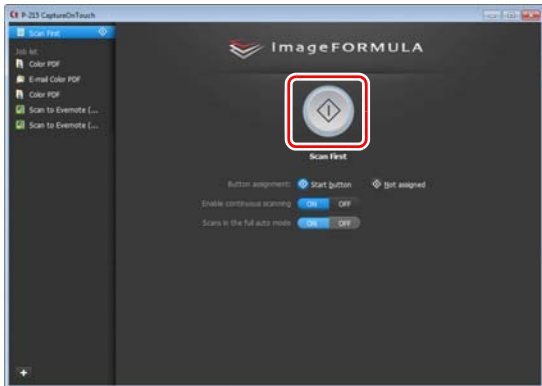 P-215 CaptureOnTouch
Scan First
Job list
Color PDF
E-mail Color PDF
Color PDF
Scan to Evernote (...
Scan to Evernote (...
imageFORMULA
Scan First
Button assignment: Start button Not assigned
Enable continuous scanning ON OFF
Scans in the full auto mode ON OFF